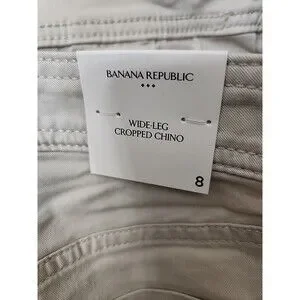 BANANA REPUBLIC
WIDE-LEG
CROPPED CHINO
8